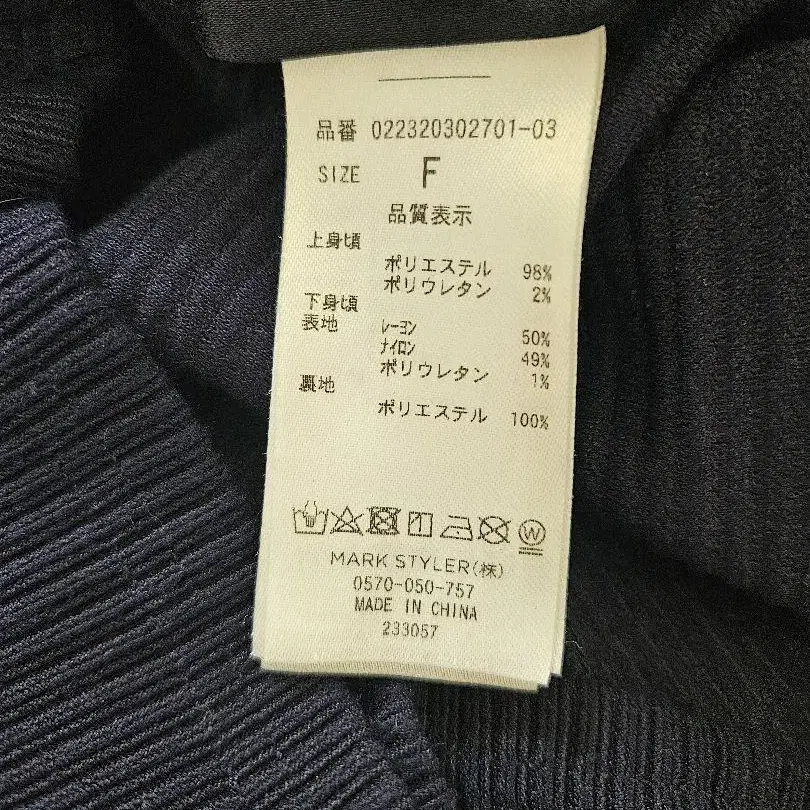 品番 022320302701-03
SIZE F
品質表示
上身頃
ポリエステル 98%
ポリウレタン 2%
下身頃
表地 ﾚｰﾖﾝ 50%
ﾅｲﾛﾝ 49%
ポリウレタン 1%
裏地
ポリエステル 100%
W
MARK STYLER(株)
0570-050-757
MADE IN CHINA
233057